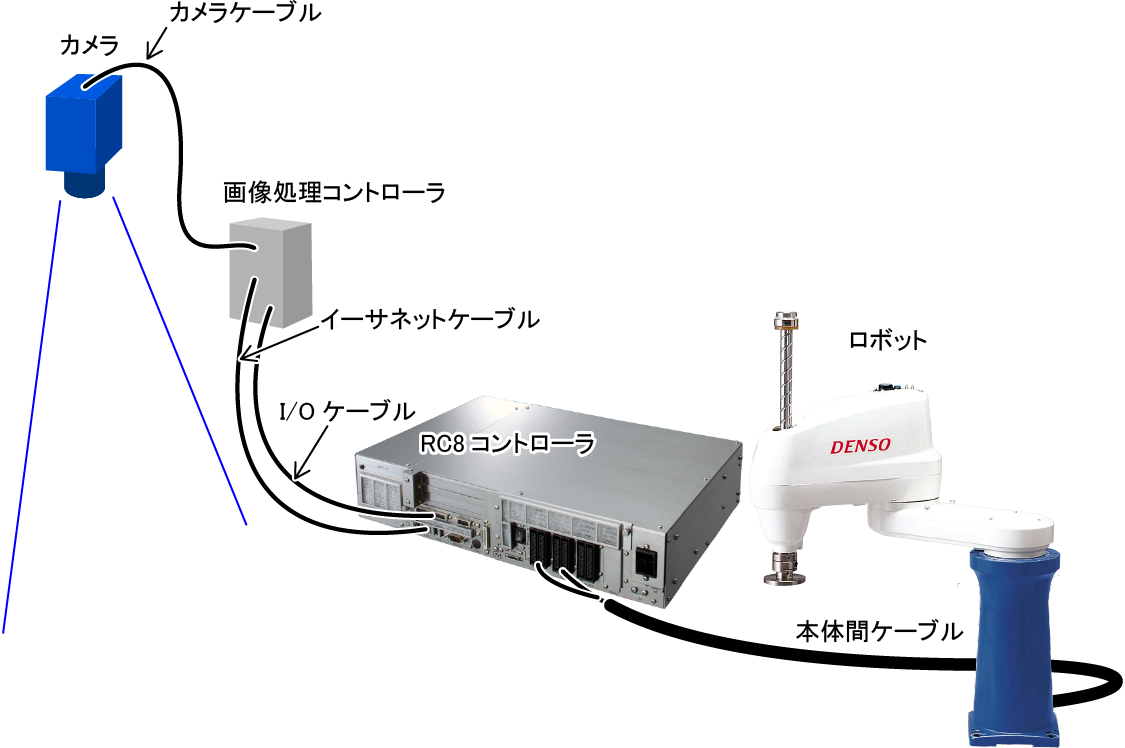 カメラケーブル
カメラ
画像処理コントローラ
イーサネットケーブル
ロボット
I/O ケーブル
RC8 コントローラ
DENSO
本体間ケーブル